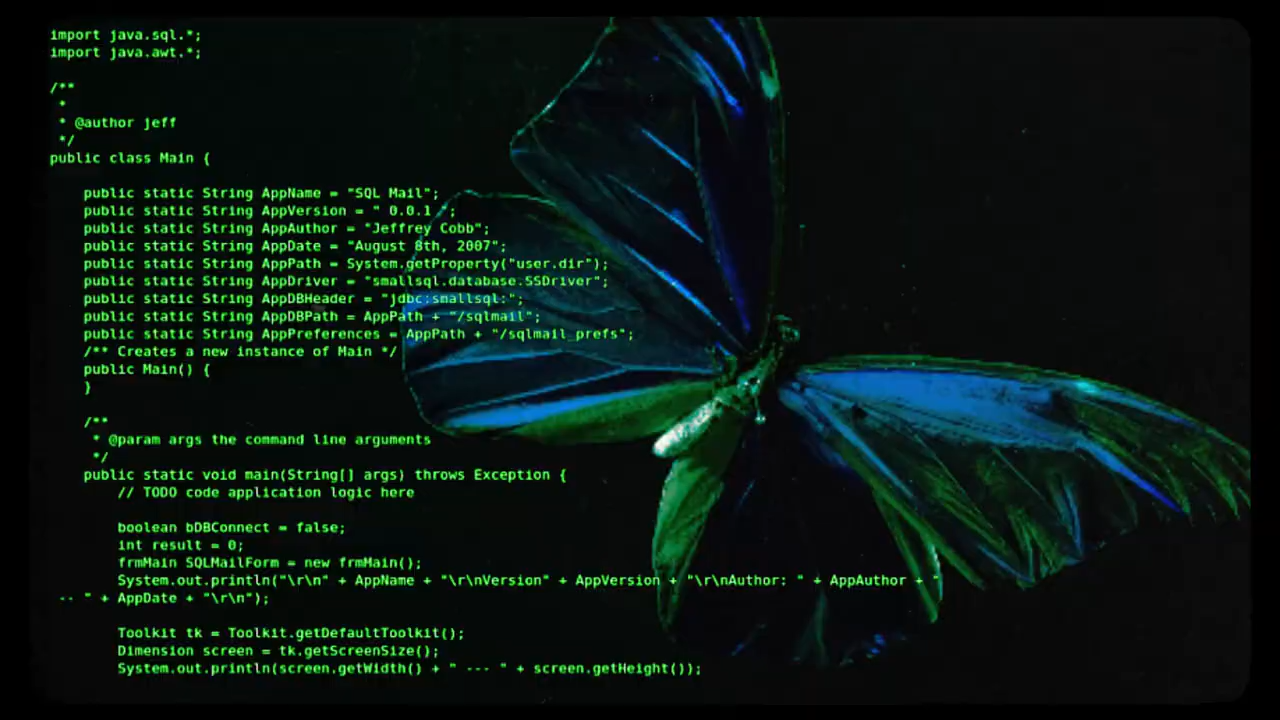 import java.sql.*;
import java.awt.*;
/**
*
* @author jeff
*/
public class Main {
public static String AppName = "SQL Mail";
public static String AppVersion = " 0.0.1 ";
public static String AppAuthor = "Jeffrey Cobb";
public static String AppDate = "August 8th, 2007";
public static String AppPath = System.getProperty("user.dir");
public static String AppDriver = "smallsql.database.SSDriver";
public static String AppDBHeader = "jdbc:smallsql:";
public static String AppDBPath = AppPath + "/sqlmail";
public static String AppPreferences = AppPath + "/sqlmail_prefs";
/** Creates a new instance of Main */
public Main() {
}
/**
* @param args the command line arguments
*/
public static void main(String[] args) throws Exception {
// TODO code application logic here
boolean bDBConnect = false;
int result = 0;
frmMain SQLMailForm = new frmMain();
System.out.println("\r\n" + AppName + "\r\nVersion" + AppVersion + "\r\nAuthor: " + AppAuthor + "
-- " + AppDate + "\r\n");
Toolkit tk = Toolkit.getDefaultToolkit();
Dimension screen = tk.getScreenSize();
System.out.println(screen.getWidth() + " --- " + screen.getHeight());